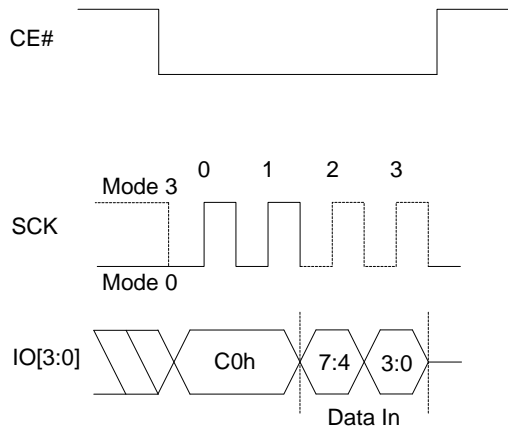 CE#
0 1 2 3
Mode 3
SCK
Mode 0
IO[3:0] C0h 7:4 3:0
Data In